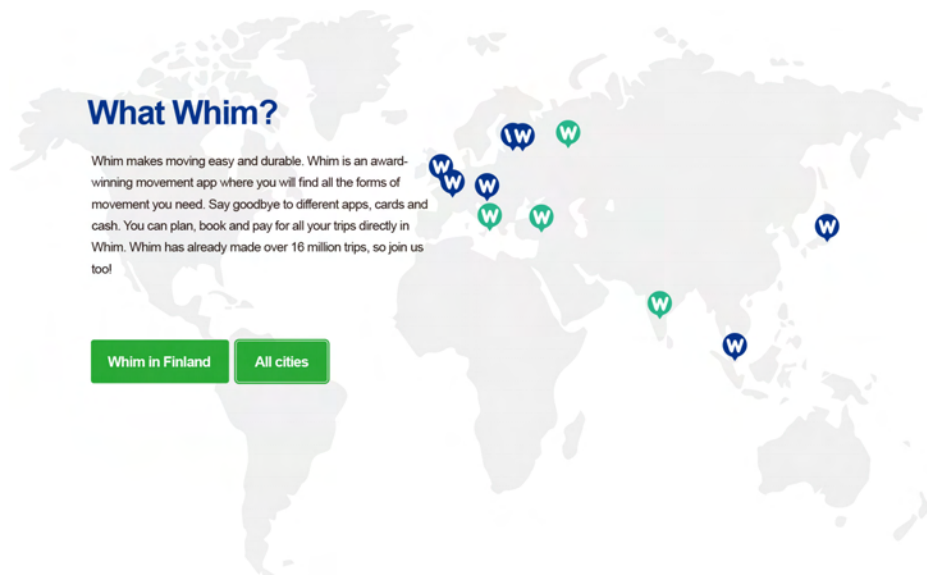 What Whim?
Whim makes moving easy and durable. Whim is an award-
winning movement app where you will find all the forms of
movement you need. Say goodbye to different apps, cards and
cash. You can plan, book and pay for all your trips directly in
Whim. Whim has already made over 16 million trips, so join us
too!
Whim in Finland
All cities
W
W
W
W
W
W
W
W
W
W